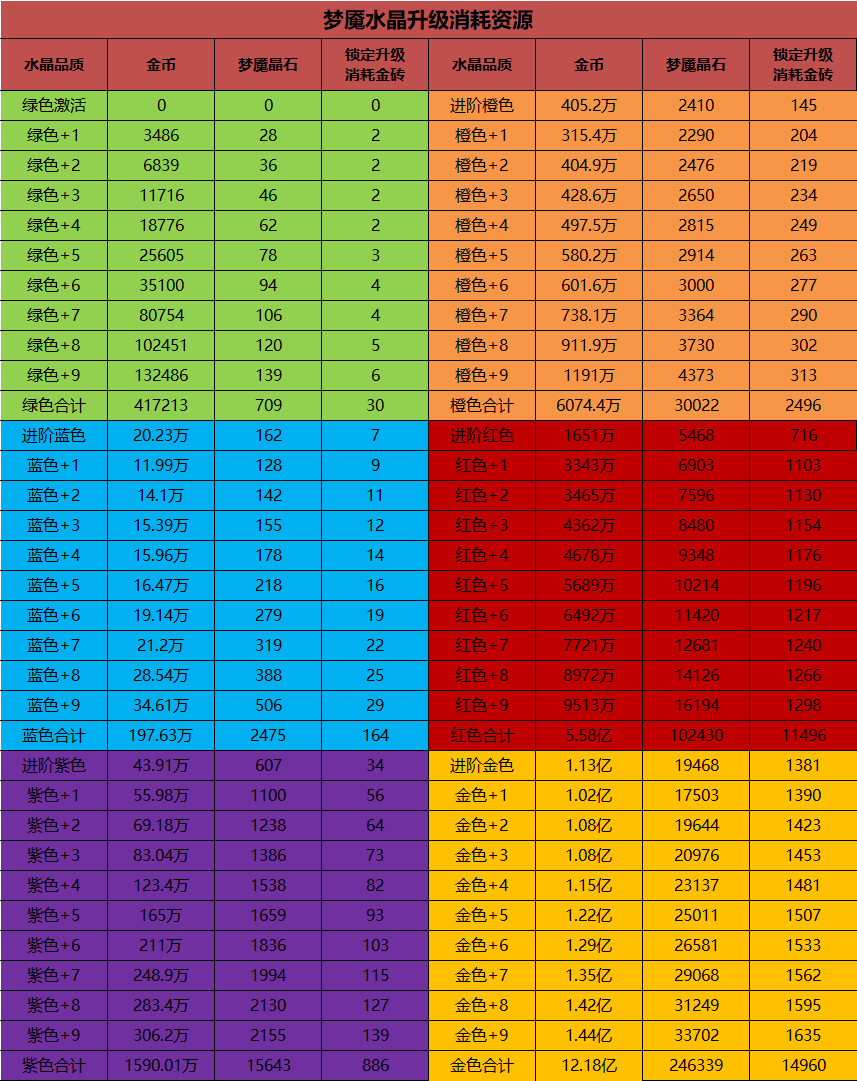 梦魇水晶升级消耗资源
水晶品质 金币 梦魇晶石 锁定升级消耗金砖 水晶品质 金币 梦魇晶石 锁定升级消耗金砖
绿色激活 0 0 0 进阶橙色 405.2万 2410 145
绿色+1 3486 28 2 橙色+1 315.4万 2290 204
绿色+2 6839 36 2 橙色+2 404.9万 2476 219
绿色+3 11716 46 2 橙色+3 428.6万 2650 234
绿色+4 18776 62 2 橙色+4 497.5万 2815 249
绿色+5 25605 78 3 橙色+5 580.2万 2914 263
绿色+6 35100 94 4 橙色+6 601.6万 3000 277
绿色+7 80754 106 4 橙色+7 738.1万 3364 290
绿色+8 102451 120 5 橙色+8 911.9万 3730 302
绿色+9 132486 139 6 橙色+9 1191万 4373 313
绿色合计 417213 709 30 橙色合计 6074.4万 30022 2496
进阶蓝色 20.23万 162 7 进阶红色 1651万 5468 716
蓝色+1 11.99万 128 9 红色+1 3343万 6903 1103
蓝色+2 14.1万 142 11 红色+2 3465万 7596 1130
蓝色+3 15.39万 155 12 红色+3 4362万 8480 1154
蓝色+4 15.96万 178 14 红色+4 4678万 9348 1176
蓝色+5 16.47万 218 16 红色+5 5689万 10214 1196
蓝色+6 19.14万 279 19 红色+6 6492万 11420 1217
蓝色+7 21.2万 319 22 红色+7 7721万 12681 1240
蓝色+8 28.54万 388 25 红色+8 8972万 14126 1266
蓝色+9 34.61万 506 29 红色+9 9513万 16194 1298
蓝色合计 197.63万 2475 164 红色合计 5.58亿 102430 11496
进阶紫色 43.91万 607 34 进阶金色 1.13亿 19468 1381
紫色+1 55.98万 1100 56 金色+1 1.02亿 17503 1390
紫色+2 69.18万 1238 64 金色+2 1.08亿 19644 1423
紫色+3 83.04万 1386 73 金色+3 1.08亿 20976 1453
紫色+4 123.4万 1538 82 金色+4 1.15亿 23137 1481
紫色+5 165万 1659 93 金色+5 1.22亿 25011 1507
紫色+6 211万 1836 103 金色+6 1.29亿 26581 1533
紫色+7 248.9万 1994 115 金色+7 1.35亿 29068 1562
紫色+8 283.4万 2130 127 金色+8 1.42亿 31249 1595
紫色+9 306.2万 2155 139 金色+9 1.44亿 33702 1635
紫色合计 1590.01万 15643 886 金色合计 12.18亿 246339 14960